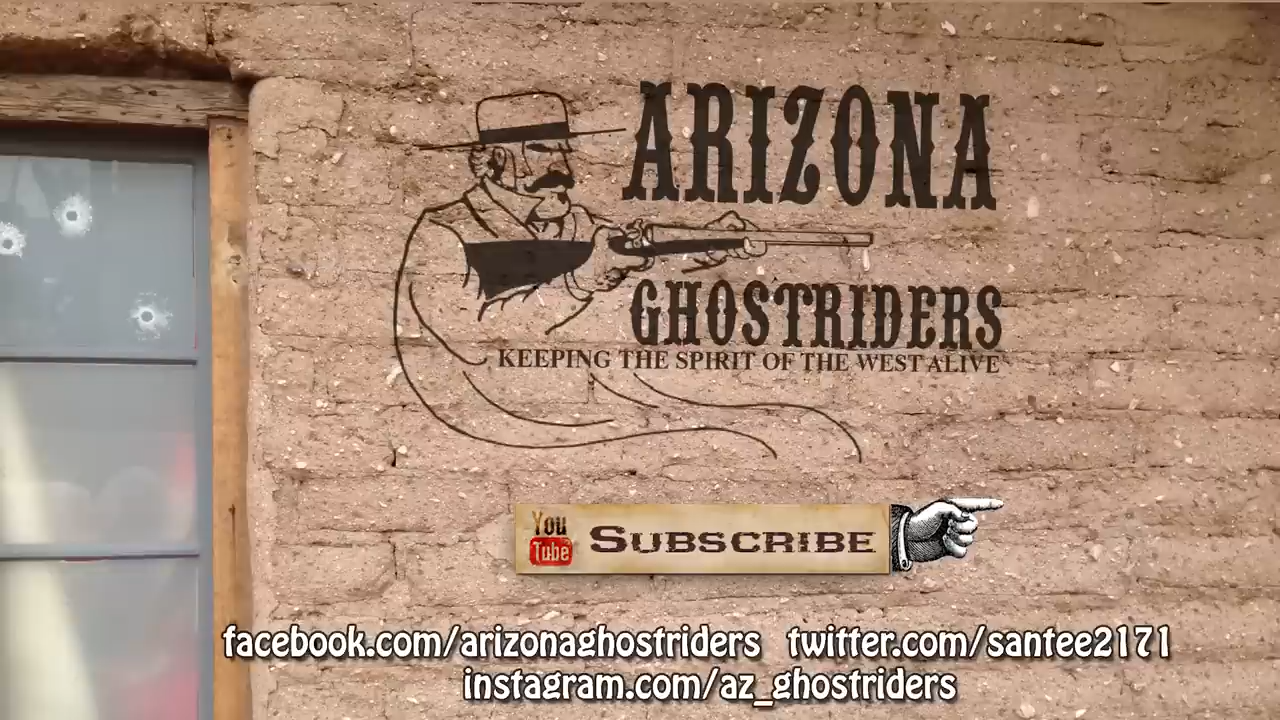 ARIZONA
GHOSTRIDERS
KEEPING THE SPIRIT OF THE WEST ALIVE
You
Tube
SUBSCRIBE
facebook.com/arizonaghostriders twitter.com/santee2171
instagram.com/az_ghostriders